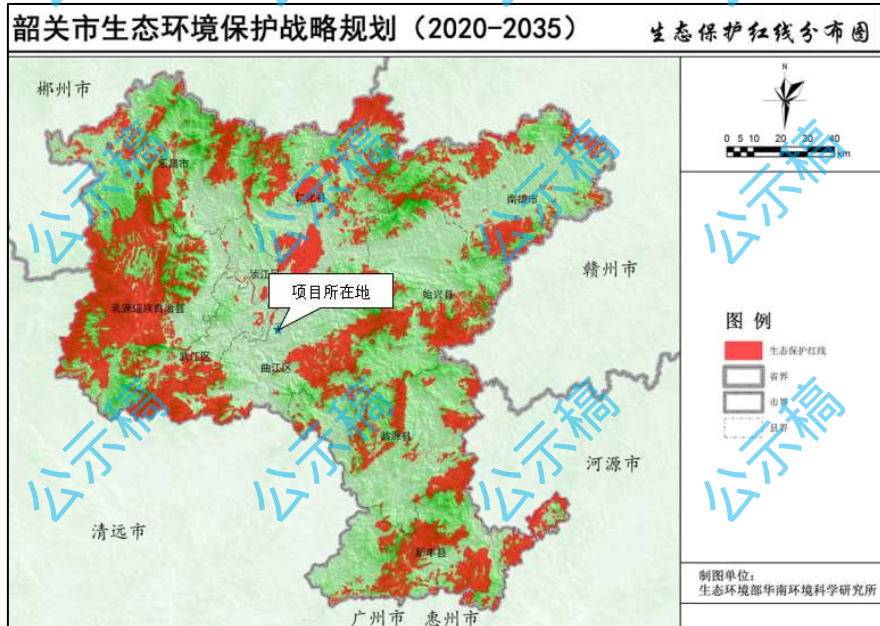 韶关市生态环境保护战略规划（2020-2035）
生态保护红线分布图
郴州市
N
0 5 10 20 30 40
km
乐昌市
仁化县
南雄市
公示稿
公示稿
公示稿
浈江区
项目所在地
赣州市
始兴县
乳源瑶族自治县
图 例
生态保护红线
武江区
曲江区
省界
市界
县界
翁源县
公示稿
公示稿
公示稿
河源市
清远市
新丰县
制图单位：
生态环境部华南环境科学研究所
广州市 惠州市